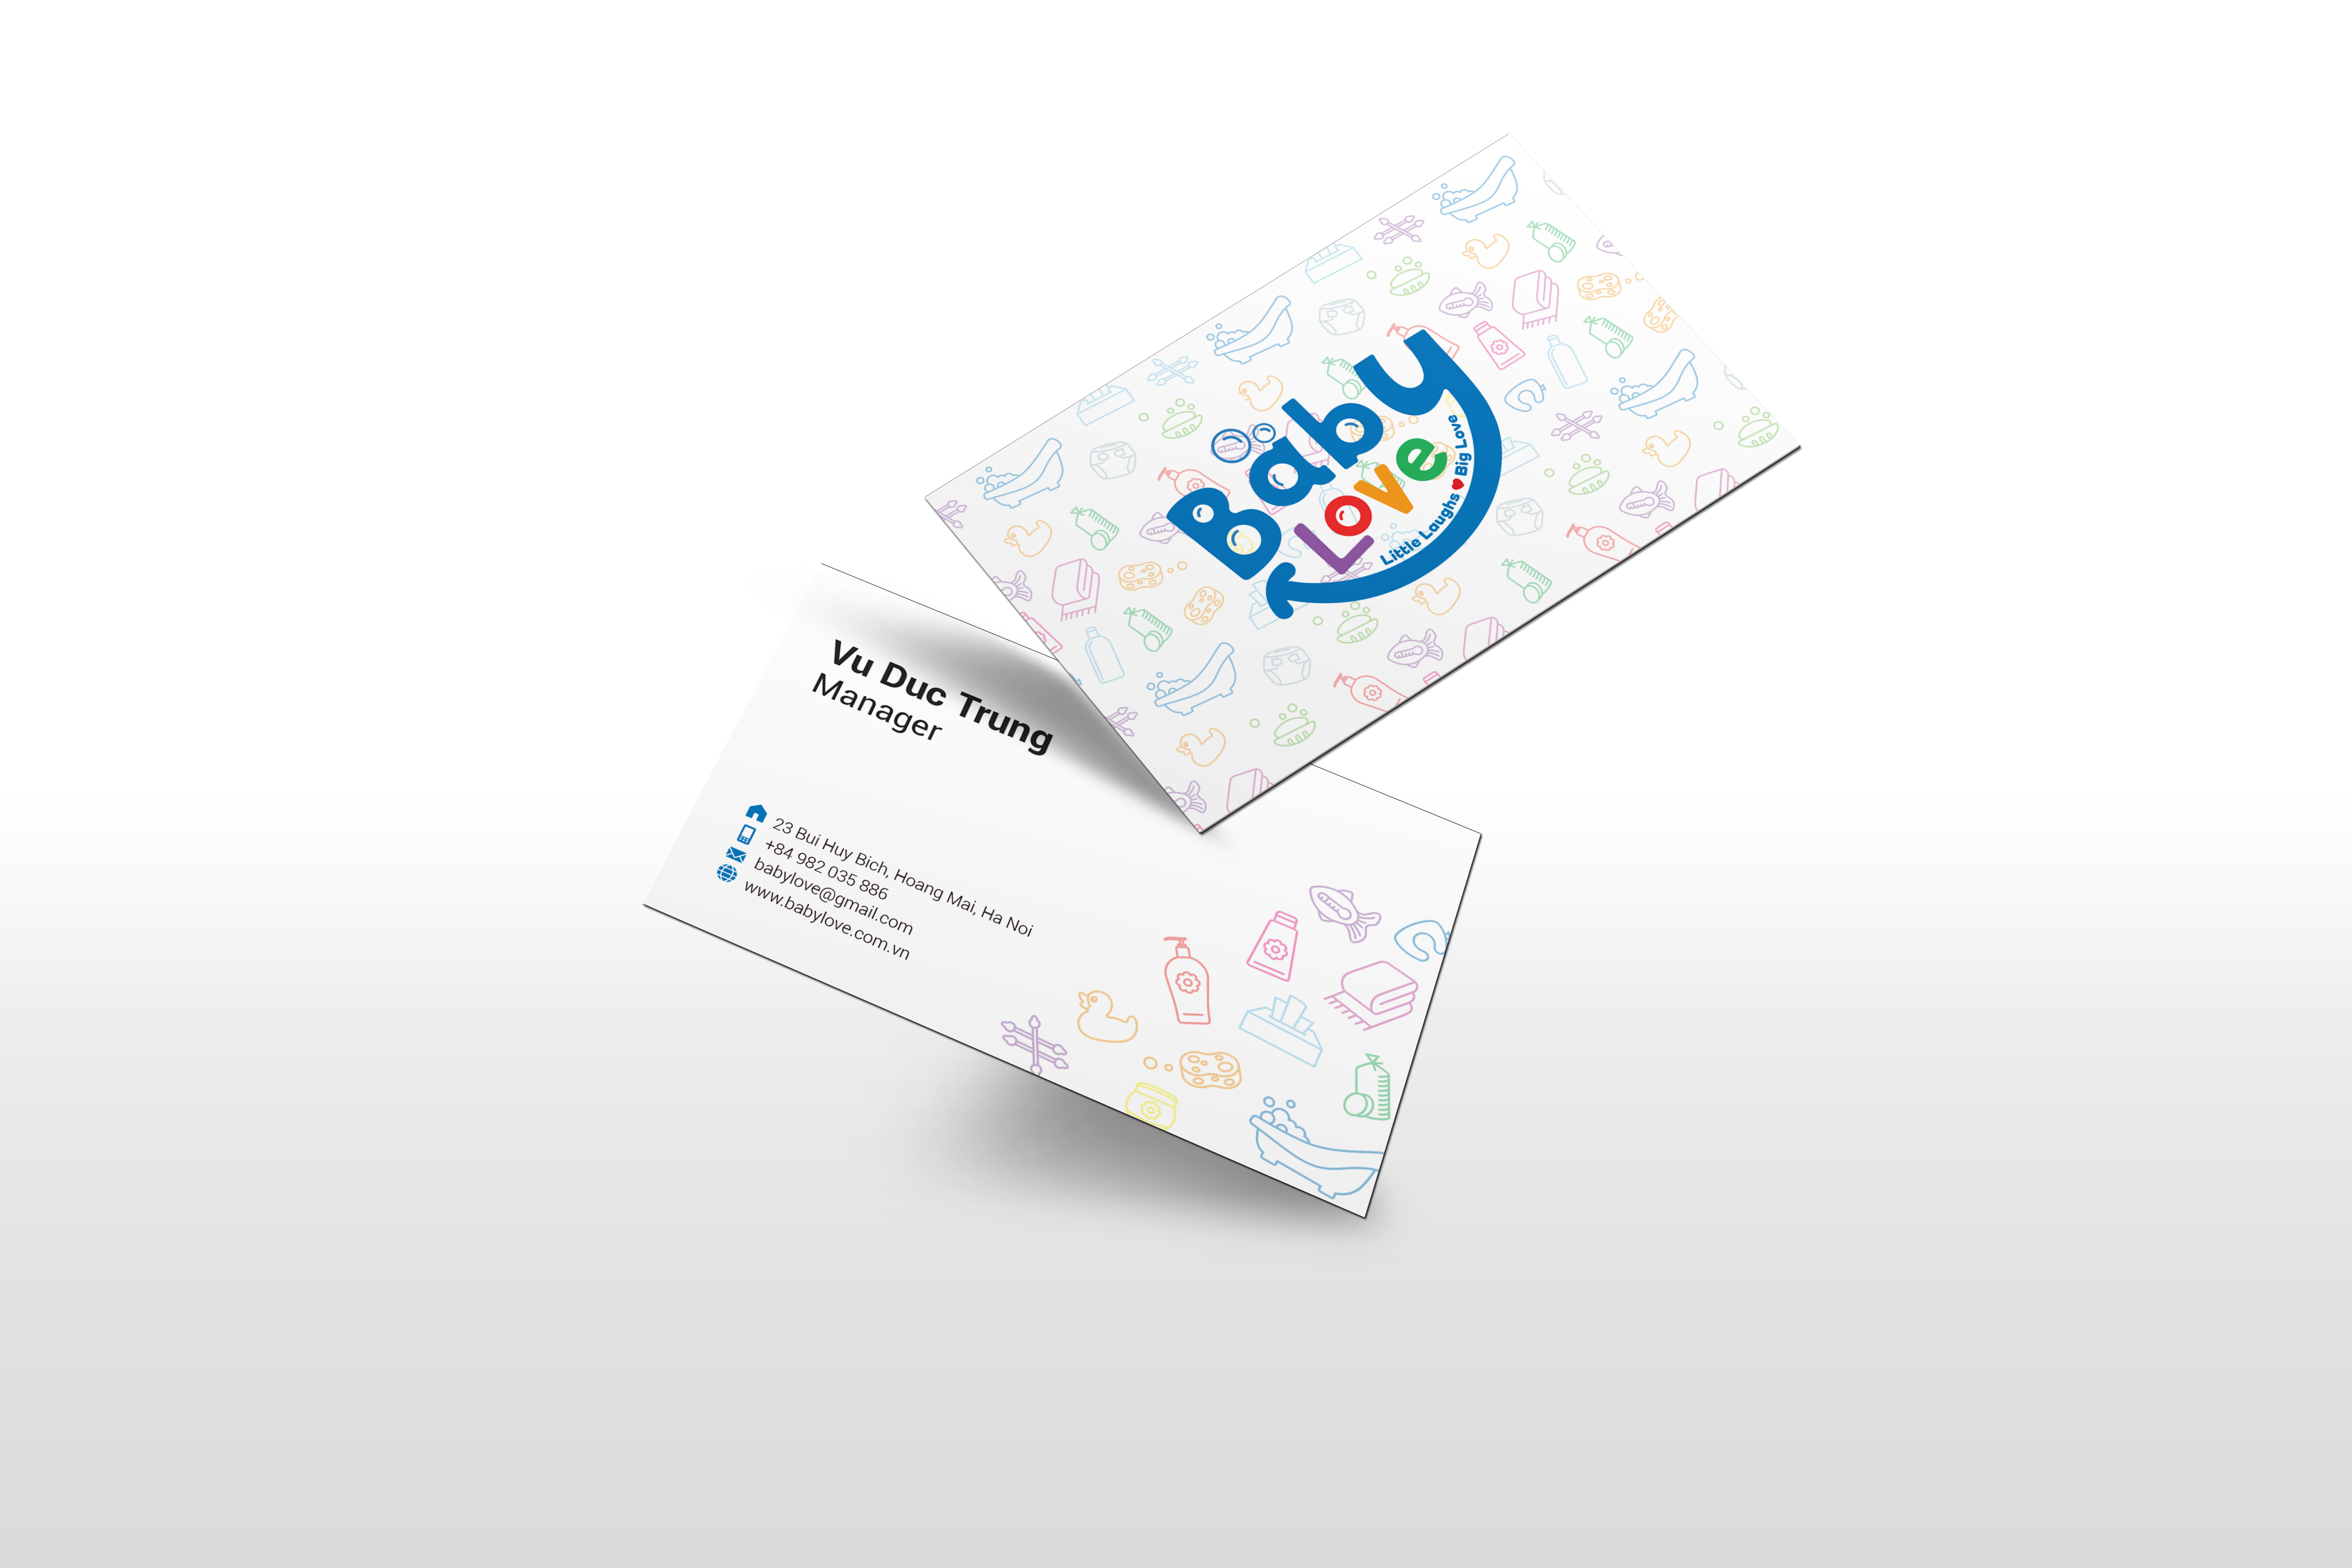 Baby
Love
Little Laughs ♥ Big Love
Vu Duc Trung
Manager
23 Bui Huy Bich, Hoang Mai, Ha Noi
+84 982 035 886
babylove@gmail.com
www.babylove.com.vn